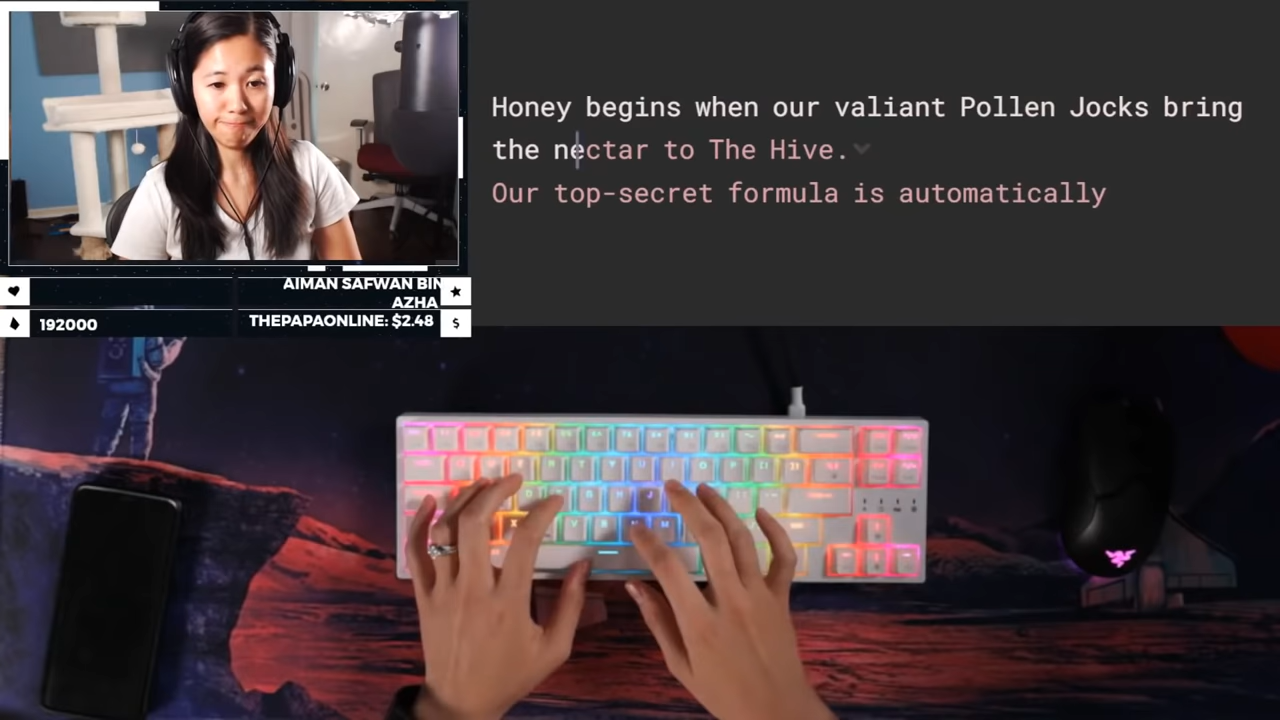 Honey begins when our valiant Pollen Jocks bring
the nectar to The Hive.
Our top-secret formula is automatically
AIMAN SAFWAN BIN
AZHA
192000
THEPAPAONLINE: $2.48
$